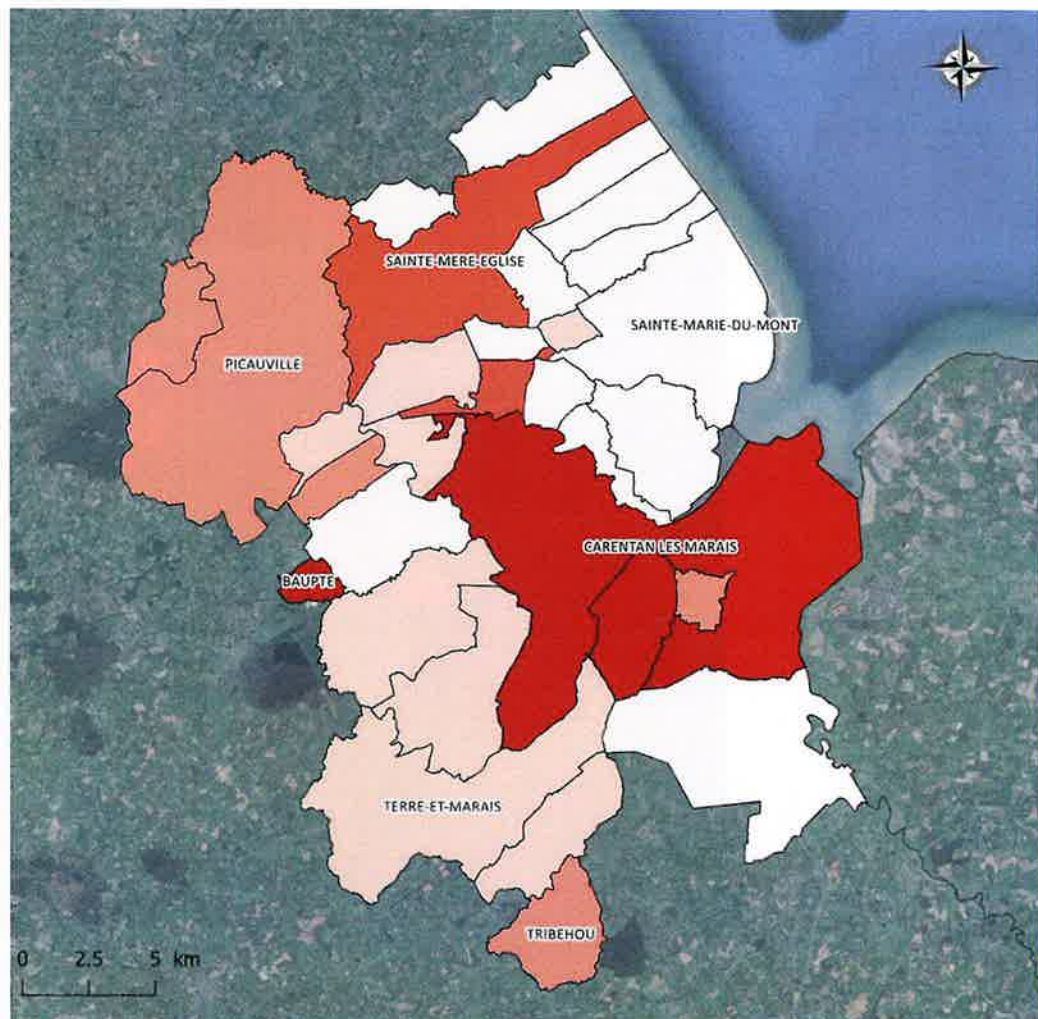 SAINTE-MERE-EGLISE
SAINTE-MARIE-DU-MONT
PICAUVILLE
CARENTAN LES MARAIS
BAUPTE
TERRE-ET-MARAIS
TRIBEHOU
0 2.5 5 km